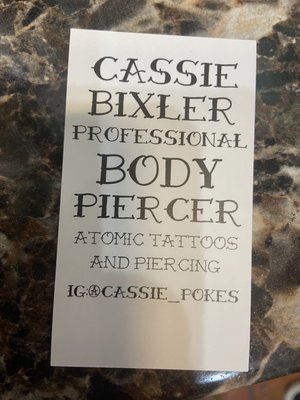 CASSIE
BIXLER
PROFESSIONAL
BODY
PIERCER
ATOMIC TATTOOS
AND PIERCING
IG:@CASSIE_POKES